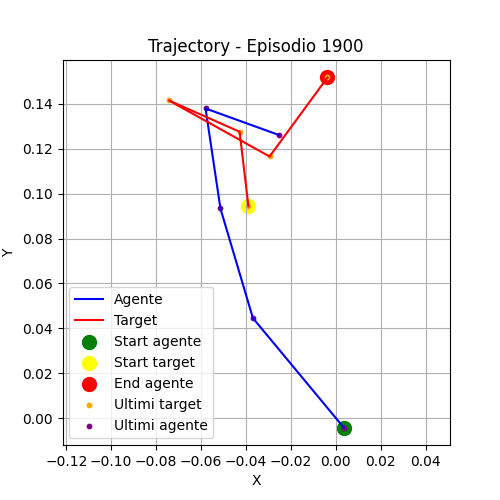 Trajectory - Episodio 1900
0.14
0.12
0.10
0.08
0.06
0.04
0.02
0.00
Y
Agente
Target
Start agente
Start target
End agente
Ultimi target
Ultimi agente
−0.12 −0.10 −0.08 −0.06 −0.04 −0.02 0.00 0.02 0.04
X